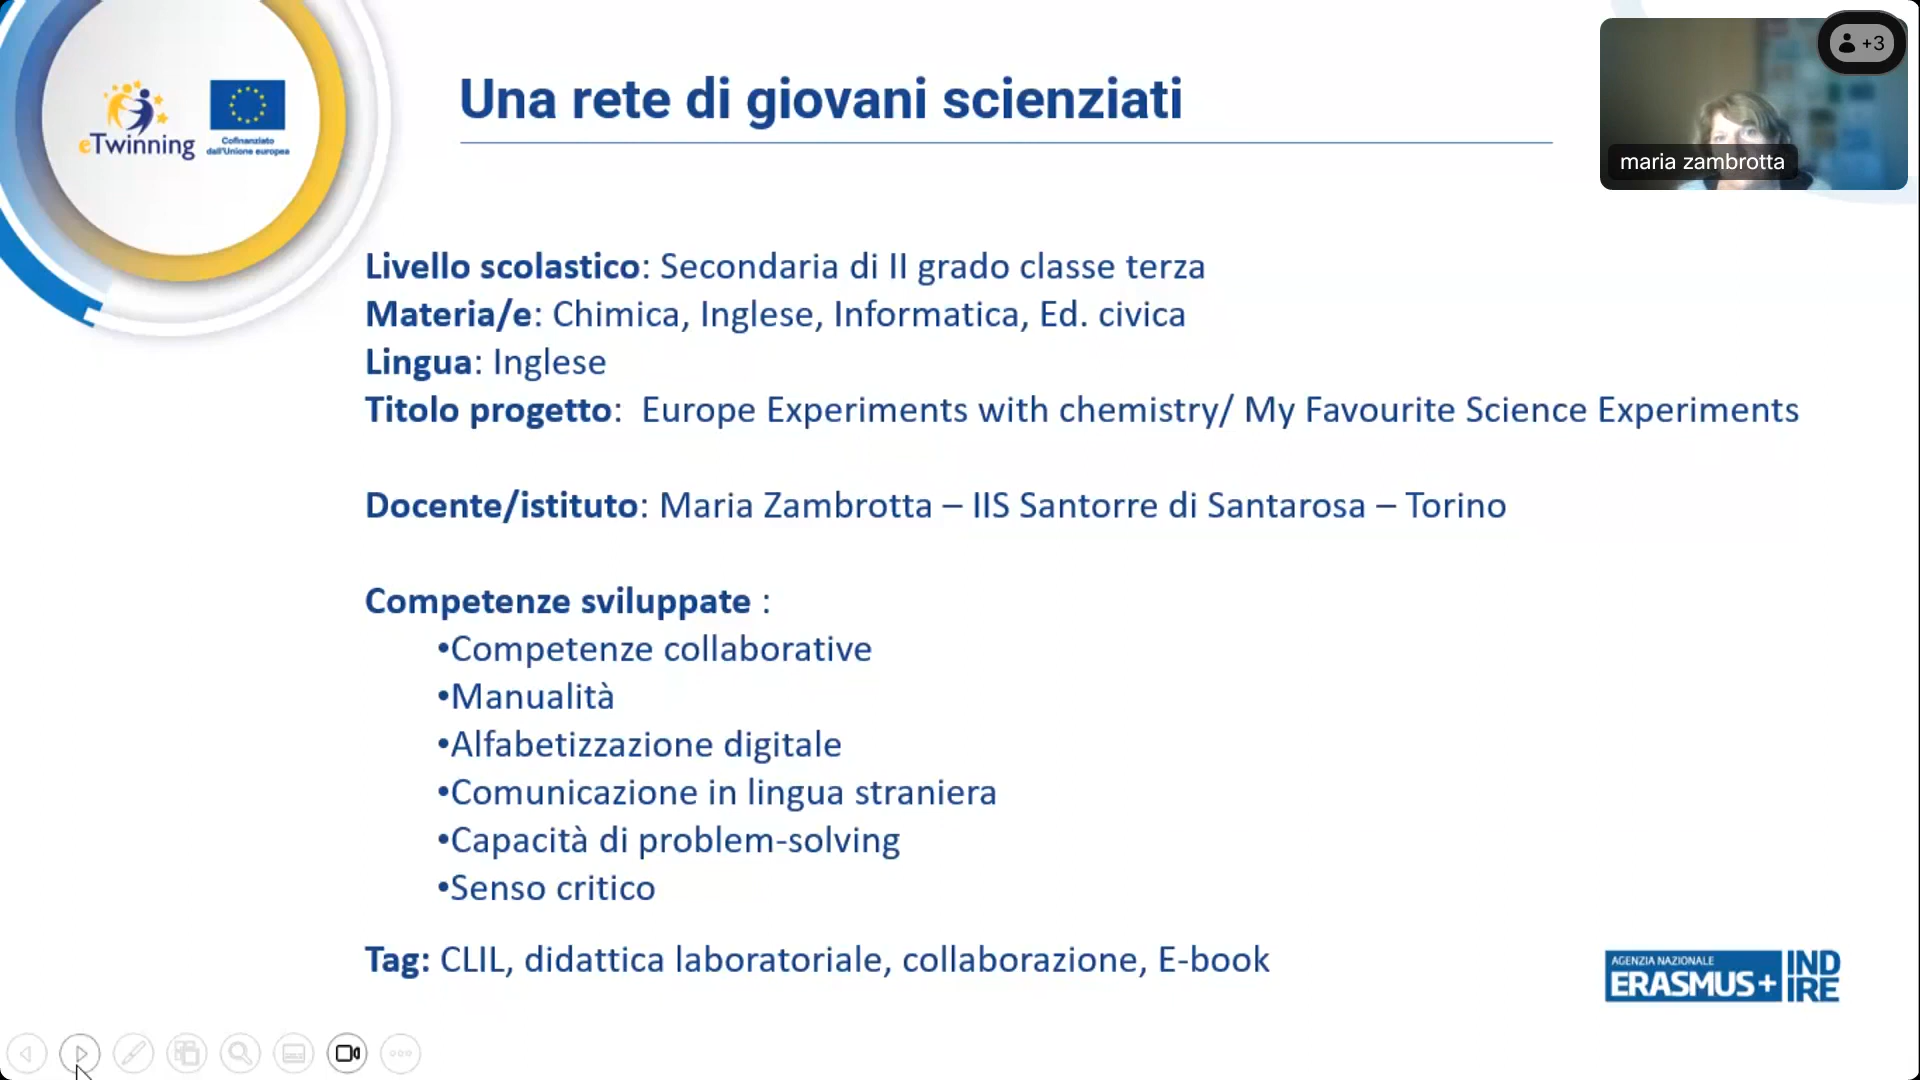 eTwinning
Cofinanziato
dall'Unione europea
Una rete di giovani scienziati
+3
maria zambrotta
Livello scolastico: Secondaria di II grado classe terza
Materia/e: Chimica, Inglese, Informatica, Ed. civica
Lingua: Inglese
Titolo progetto:  Europe Experiments with chemistry/ My Favourite Science Experiments
Docente/istituto: Maria Zambrotta – IIS Santorre di Santarosa – Torino
Competenze sviluppate :
•Competenze collaborative
•Manualità
•Alfabetizzazione digitale
•Comunicazione in lingua straniera
•Capacità di problem-solving
•Senso critico
Tag: CLIL, didattica laboratoriale, collaborazione, E-book
AGENZIA NAZIONALE
ERASMUS+
IND
IRE